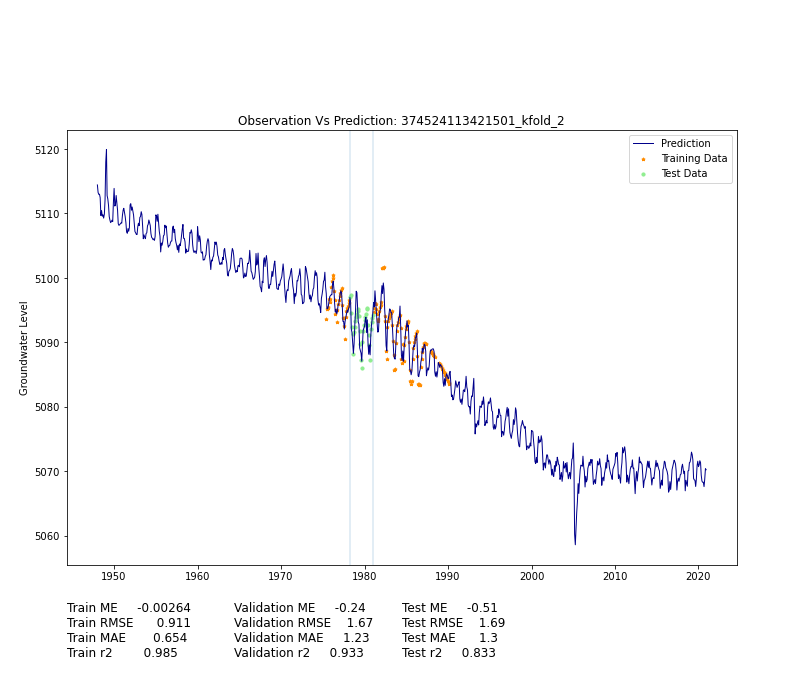 Observation Vs Prediction: 374524113421501_kfold_2
Prediction
Training Data
Test Data
5120
5110
5100
5090
5080
5070
5060
Groundwater Level
1950 1960 1970 1980 1990 2000 2010 2020
Train ME -0.00264 Validation ME -0.24 Test ME -0.51
Train RMSE 0.911 Validation RMSE 1.67 Test RMSE 1.69
Train MAE 0.654 Validation MAE 1.23 Test MAE 1.3
Train r2 0.985 Validation r2 0.933 Test r2 0.833